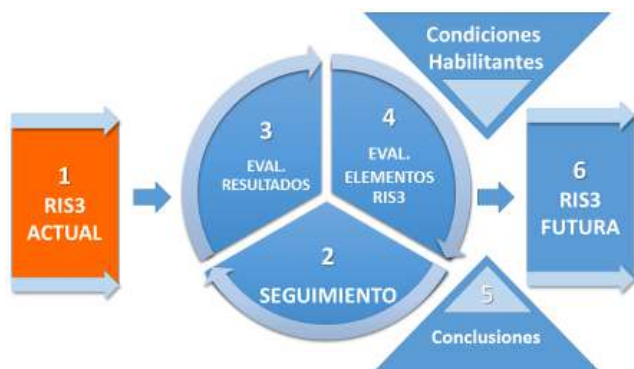 1
RIS3
ACTUAL
3
EVAL.
RESULTADOS
4
EVAL.
ELEMENTOS
RIS3
2
SEGUIMIENTO
Condiciones
Habilitantes
5
Conclusiones
6
RIS3
FUTURA